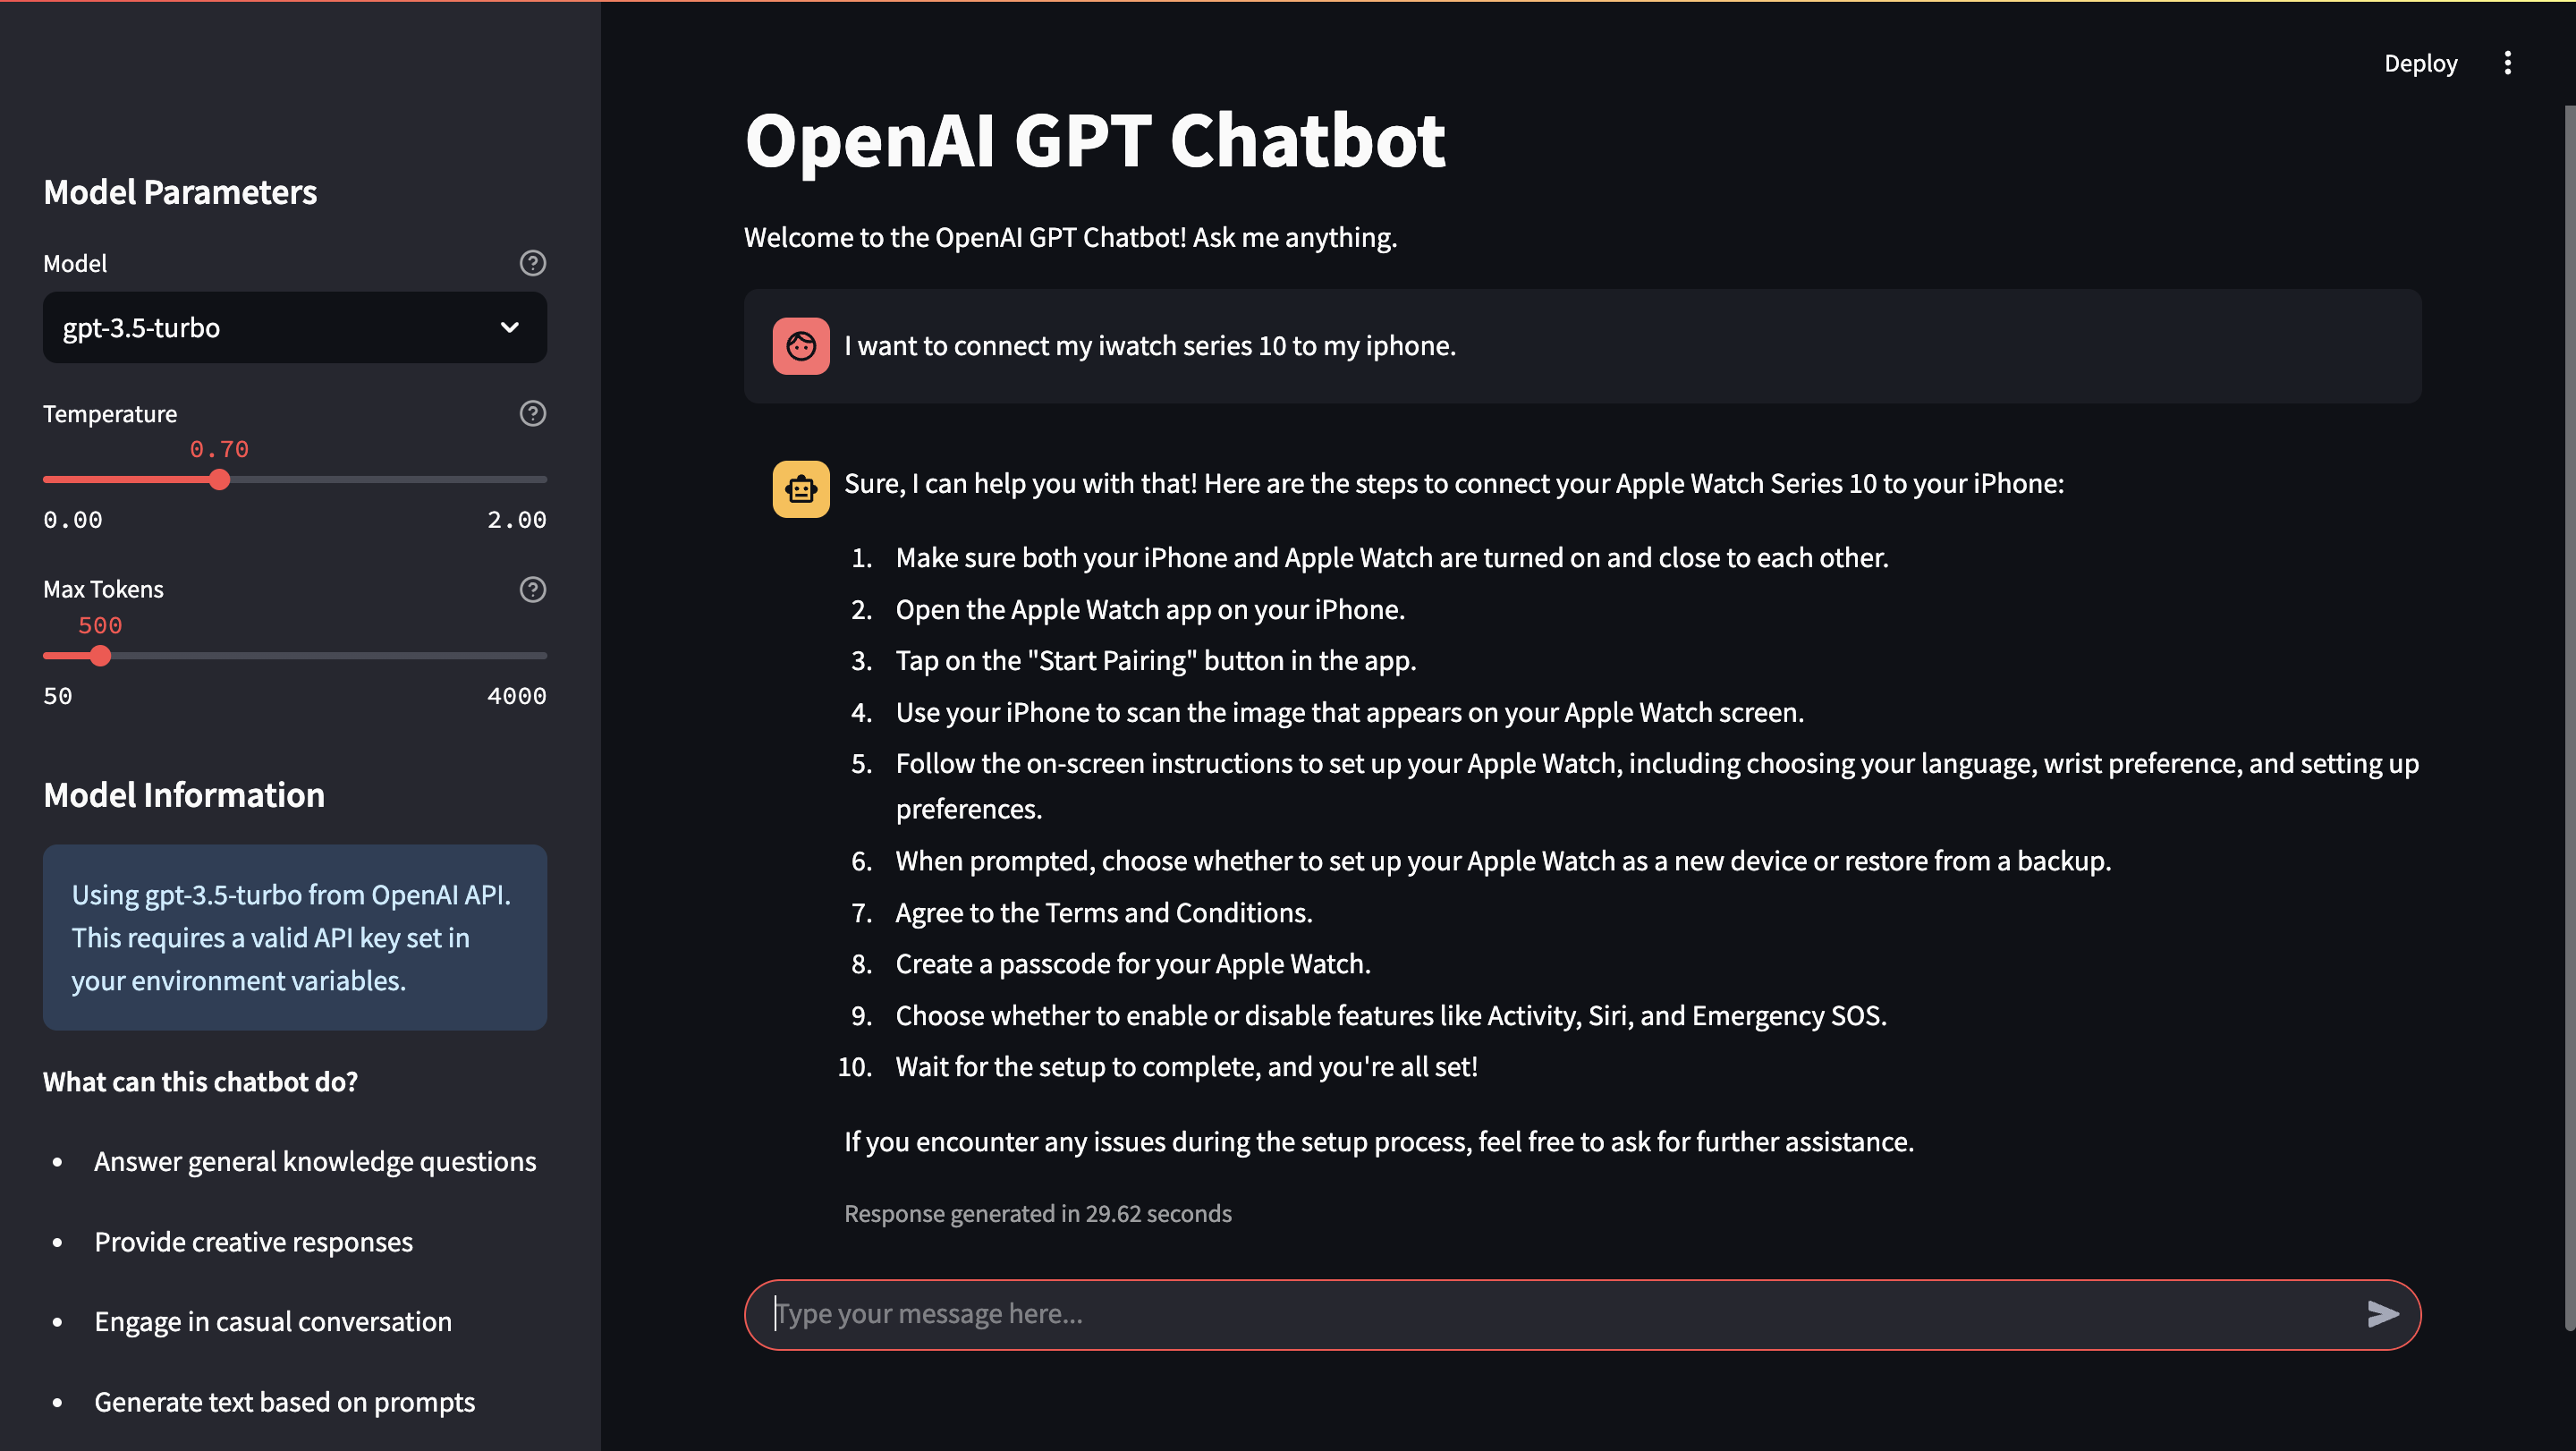 Deploy
Model Parameters
Model
gpt-3.5-turbo
Temperature
0.70
0.00 2.00
Max Tokens
500
50 4000
Model Information
Using gpt-3.5-turbo from OpenAI API.
This requires a valid API key set in
your environment variables.
What can this chatbot do?
• Answer general knowledge questions
• Provide creative responses
• Engage in casual conversation
• Generate text based on prompts
OpenAI GPT Chatbot
Welcome to the OpenAI GPT Chatbot! Ask me anything.
I want to connect my iwatch series 10 to my iphone.
Sure, I can help you with that! Here are the steps to connect your Apple Watch Series 10 to your iPhone:
1. Make sure both your iPhone and Apple Watch are turned on and close to each other.
2. Open the Apple Watch app on your iPhone.
3. Tap on the "Start Pairing" button in the app.
4. Use your iPhone to scan the image that appears on your Apple Watch screen.
5. Follow the on-screen instructions to set up your Apple Watch, including choosing your language, wrist preference, and setting up
preferences.
6. When prompted, choose whether to set up your Apple Watch as a new device or restore from a backup.
7. Agree to the Terms and Conditions.
8. Create a passcode for your Apple Watch.
9. Choose whether to enable or disable features like Activity, Siri, and Emergency SOS.
10. Wait for the setup to complete, and you're all set!
If you encounter any issues during the setup process, feel free to ask for further assistance.
Response generated in 29.62 seconds
Type your message here...